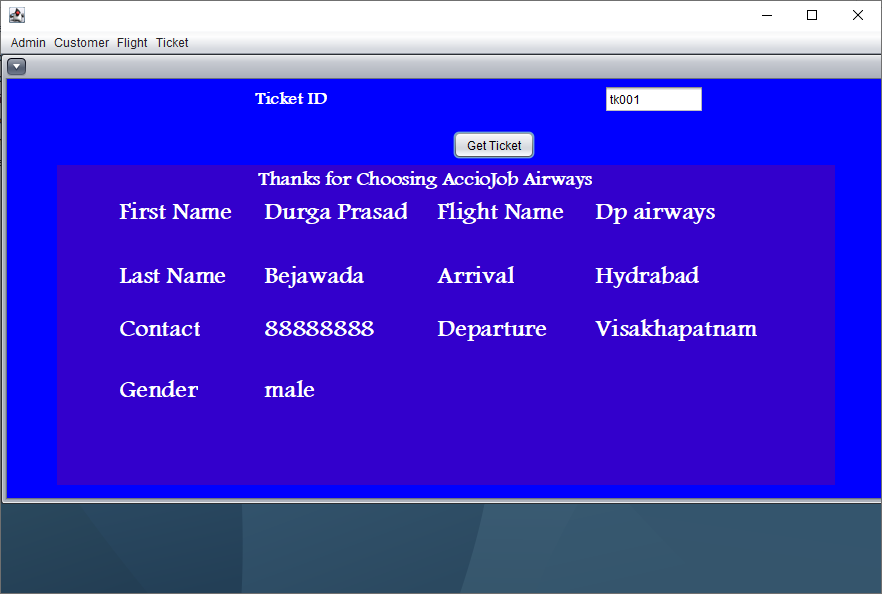 Admin Customer Flight Ticket
Ticket ID tk001
Get Ticket
Thanks for Choosing AccioJob Airways
First Name Durga Prasad Flight Name Dp airways
Last Name Bejawada Arrival Hydrabad
Contact 88888888 Departure Visakhapatnam
Gender male